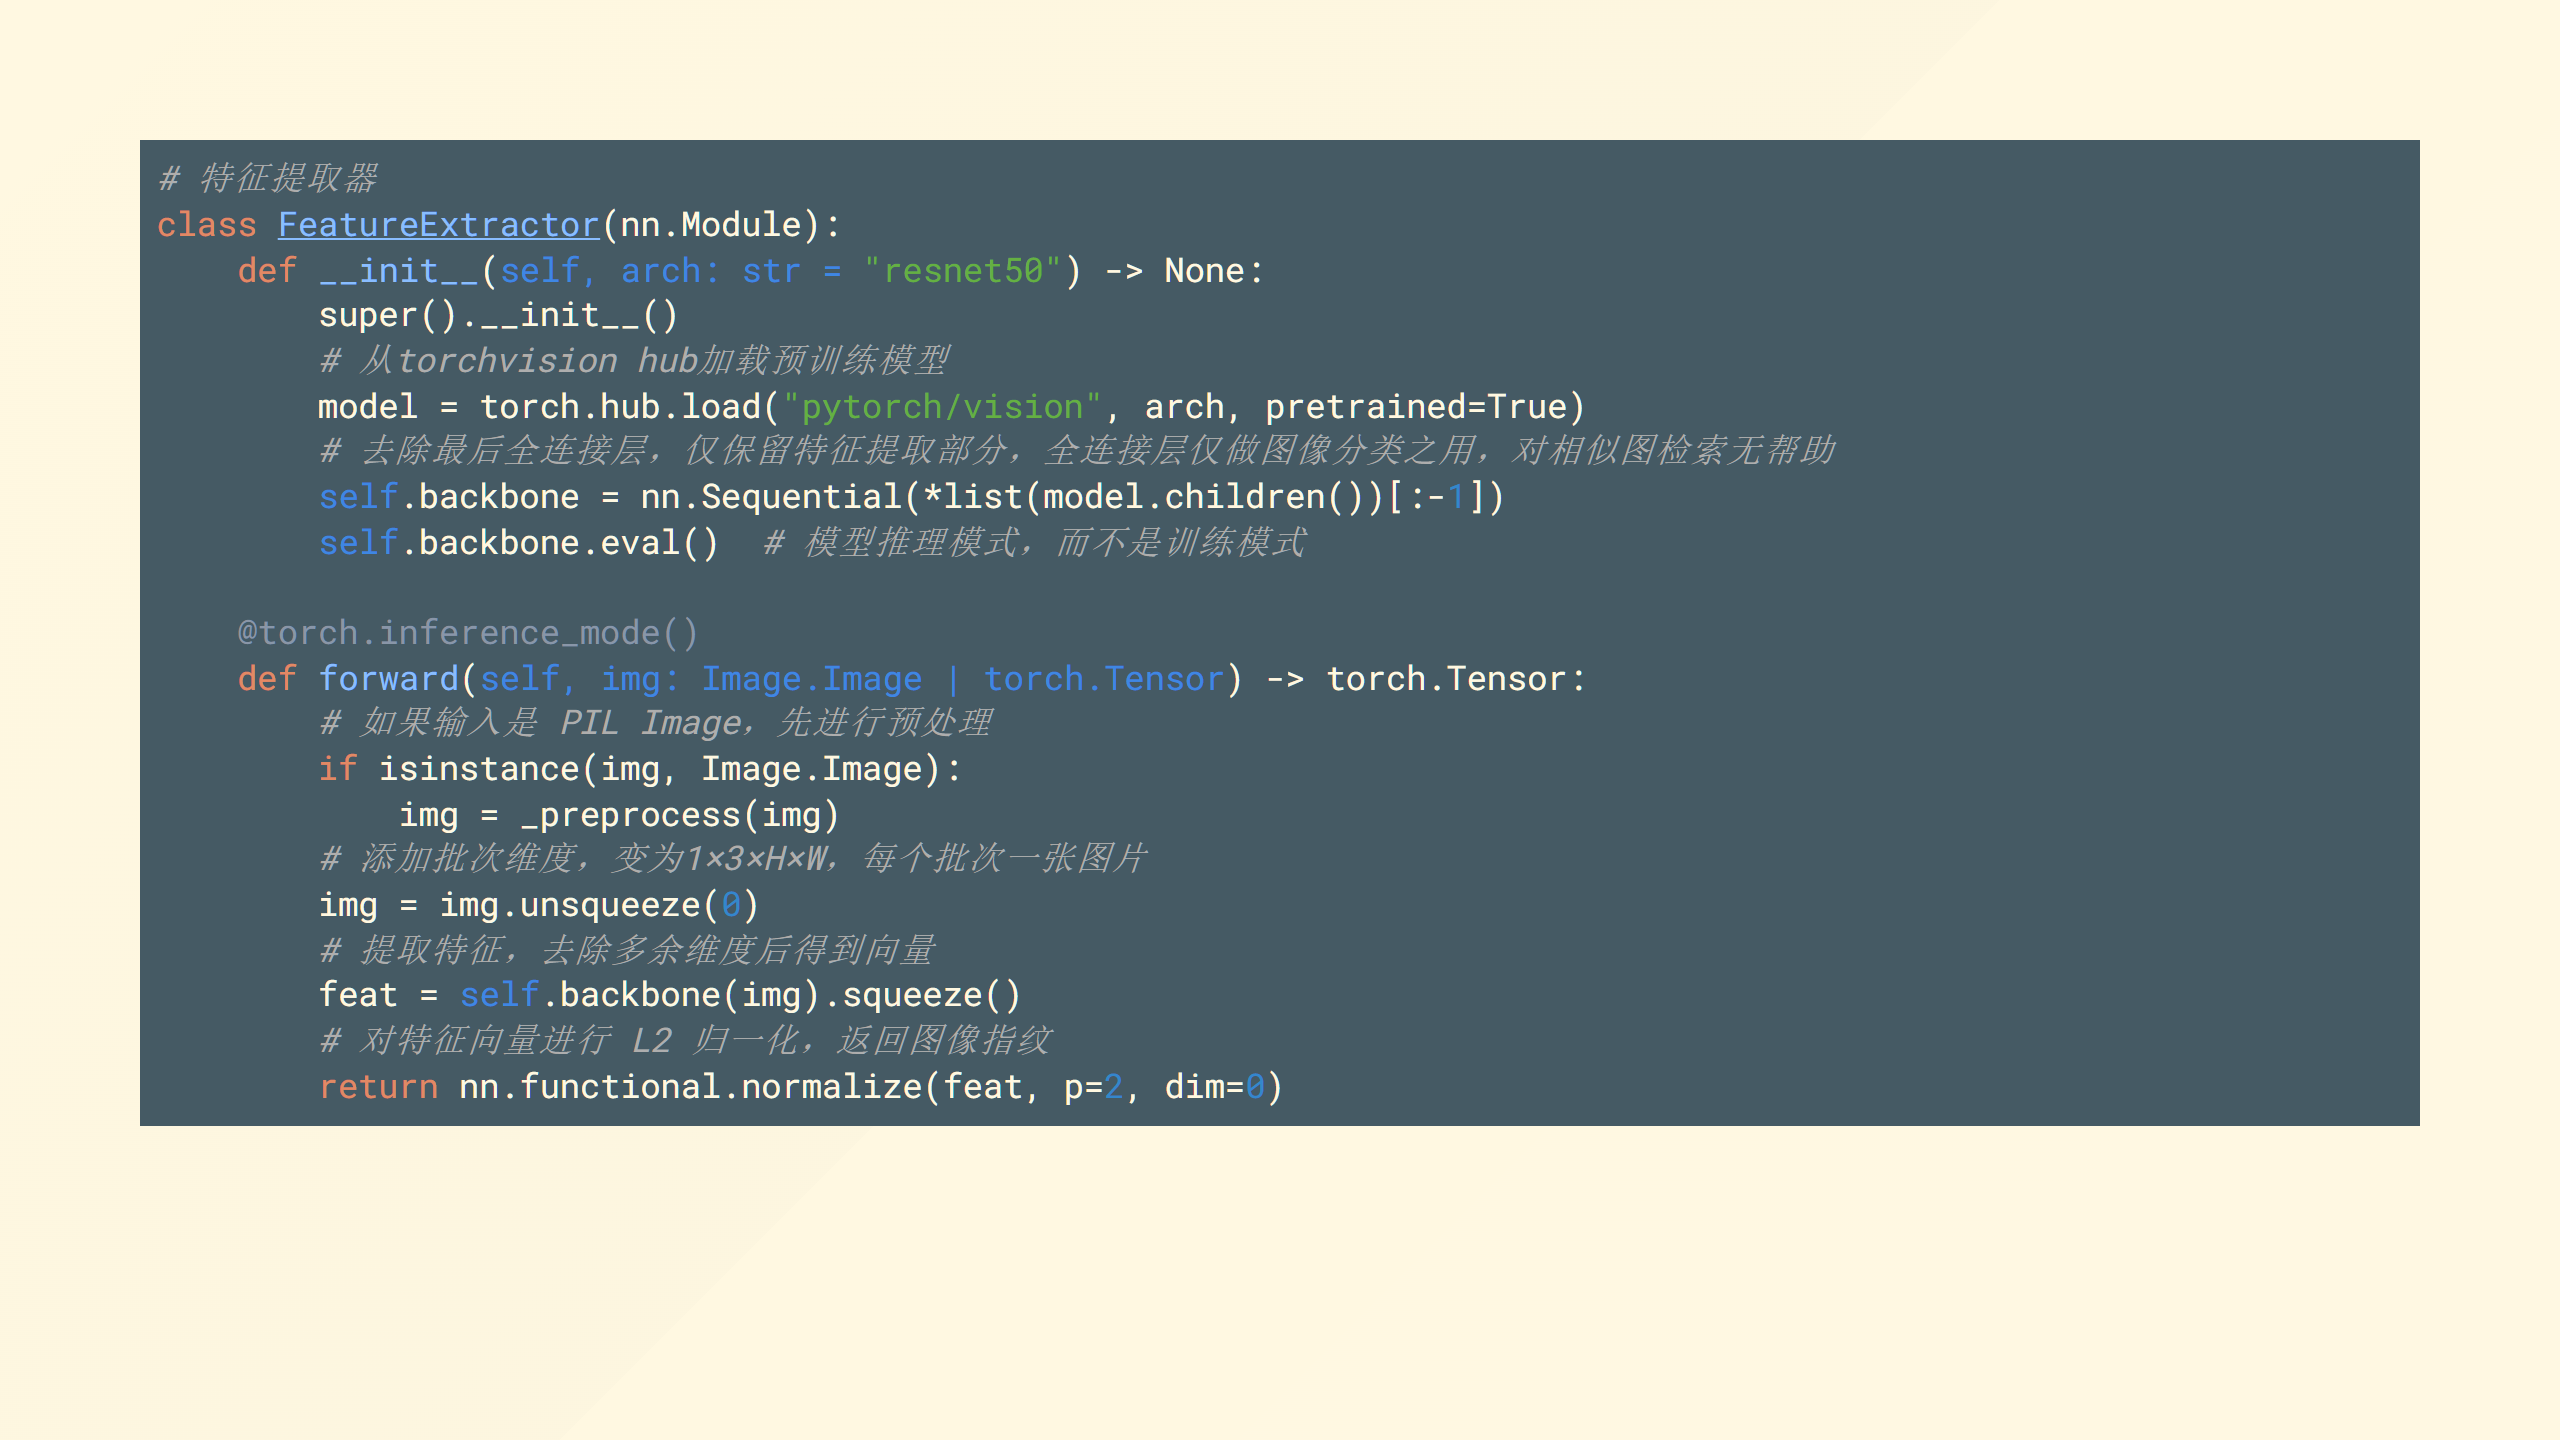 # 特征提取器
class FeatureExtractor(nn.Module):
    def __init__(self, arch: str = "resnet50") -> None:
        super().__init__()
        # 从torchvision hub加载预训练模型
        model = torch.hub.load("pytorch/vision", arch, pretrained=True)
        # 去除最后全连接层，仅保留特征提取部分，全连接层仅做图像分类之用，对相似图检索无帮助
        self.backbone = nn.Sequential(*list(model.children())[:-1])
        self.backbone.eval()  # 模型推理模式，而不是训练模式

    @torch.inference_mode()
    def forward(self, img: Image.Image | torch.Tensor) -> torch.Tensor:
        # 如果输入是 PIL Image，先进行预处理
        if isinstance(img, Image.Image):
            img = _preprocess(img)
        # 添加批次维度，变为1×3×H×W，每个批次一张图片
        img = img.unsqueeze(0)
        # 提取特征，去除多余维度后得到向量
        feat = self.backbone(img).squeeze()
        # 对特征向量进行 L2 归一化，返回图像指纹
        return nn.functional.normalize(feat, p=2, dim=0)